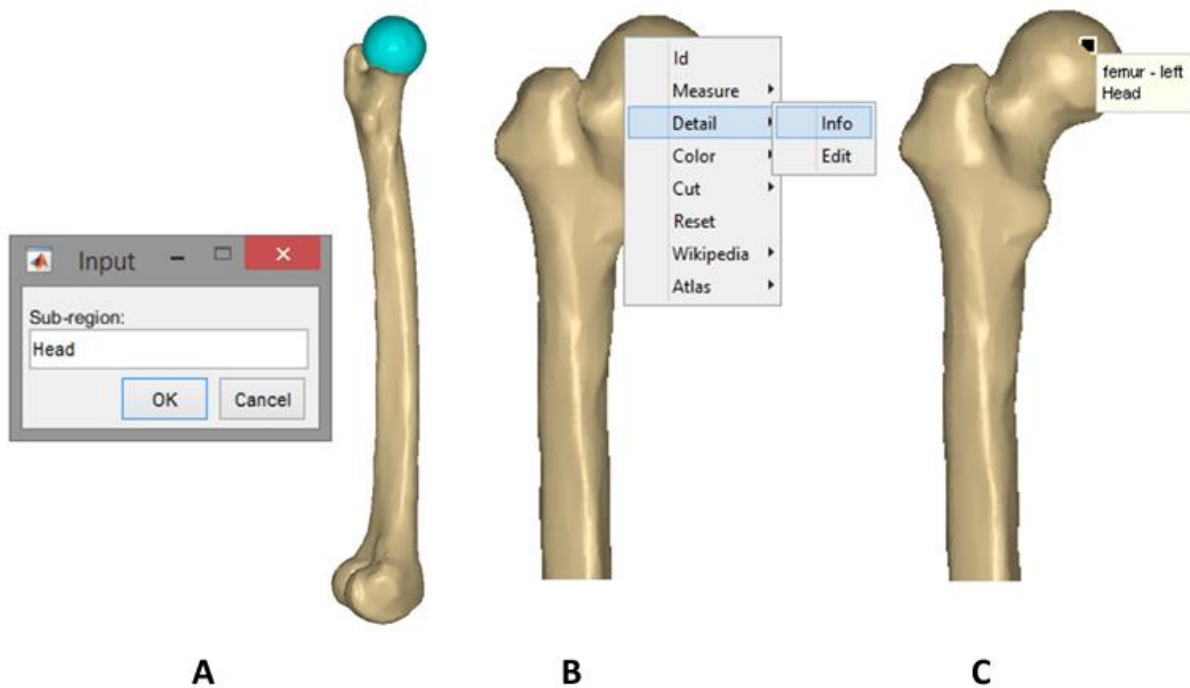 Input
Sub-region:
Head
OK Cancel
Id
Measure
Detail
Info
Color
Edit
Cut
Reset
Wikipedia
Atlas
femur - left
Head
A B C